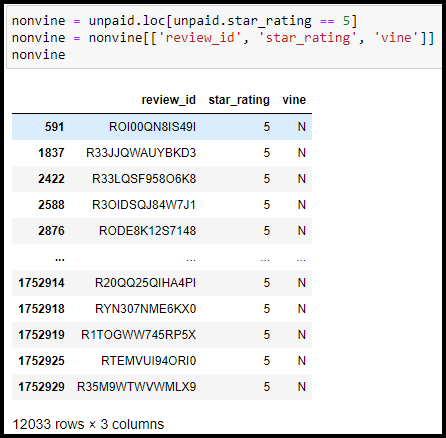 nonvine = unpaid.loc[unpaid.star_rating == 5]
nonvine = nonvine[['review_id', 'star_rating', 'vine']]
nonvine
review_id star_rating vine
591 ROI00QN8IS49I 5 N
1837 R33JJQWAUYBKD3 5 N
2422 R33LQSF958O6K8 5 N
2588 R3OIDSQJ84W7J1 5 N
2876 RODE8K12S7148 5 N
... ... ... ...
1752914 R20QQ25QIHA4PI 5 N
1752918 RYN307NME6KX0 5 N
1752919 R1TOGWW745RP5X 5 N
1752925 RTEMVUI94ORI0 5 N
1752929 R35M9WTWVWMLX9 5 N
12033 rows × 3 columns